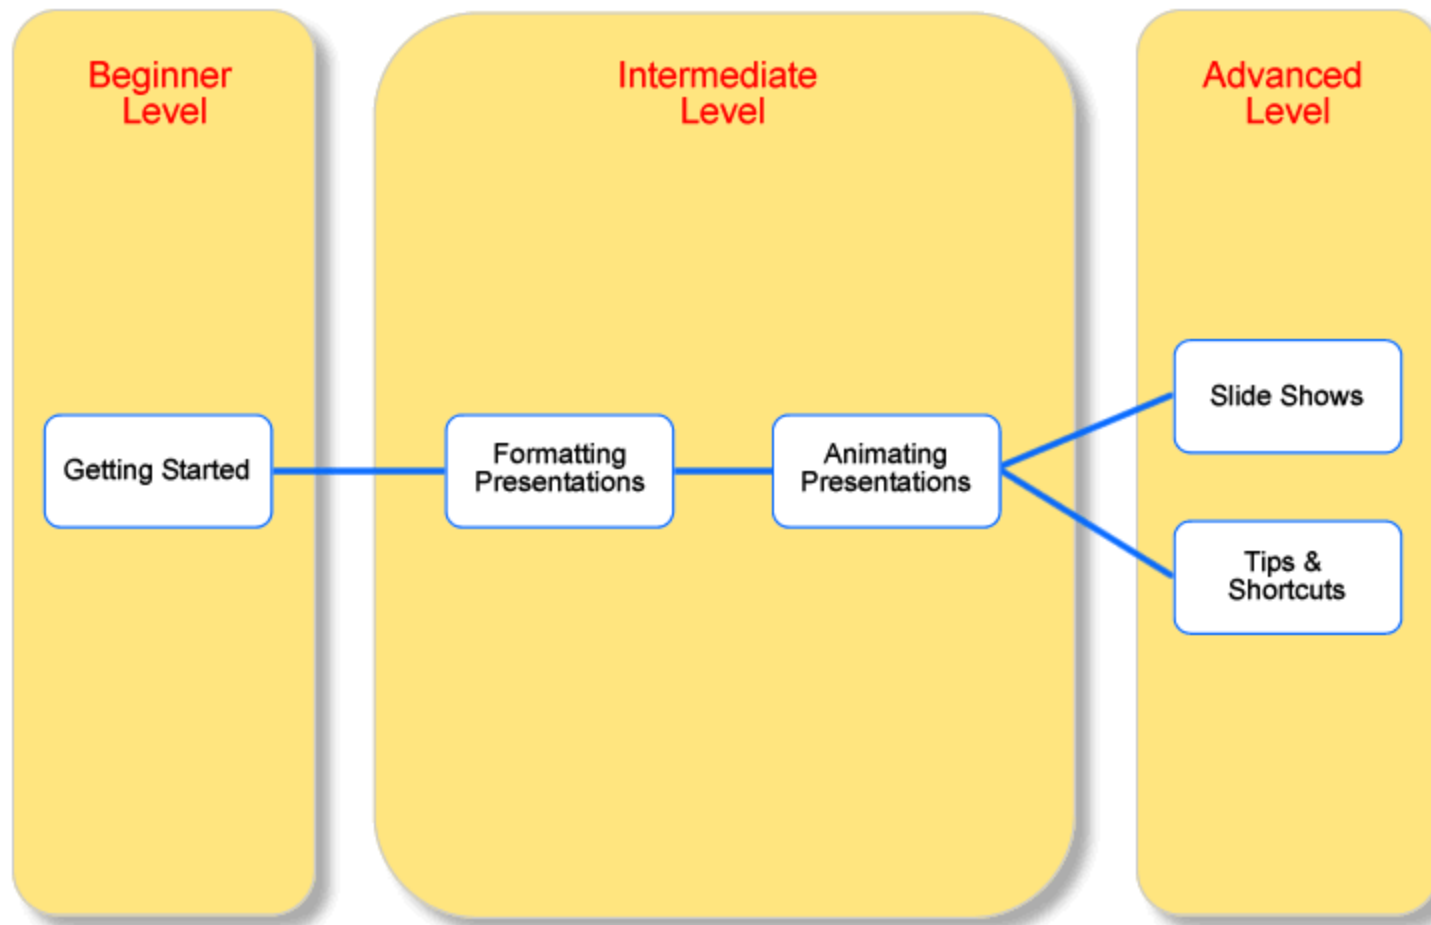 Beginner
Level
Intermediate
Level
Advanced
Level
Getting Started
Formatting
Presentations
Animating
Presentations
Slide Shows
Tips &
Shortcuts